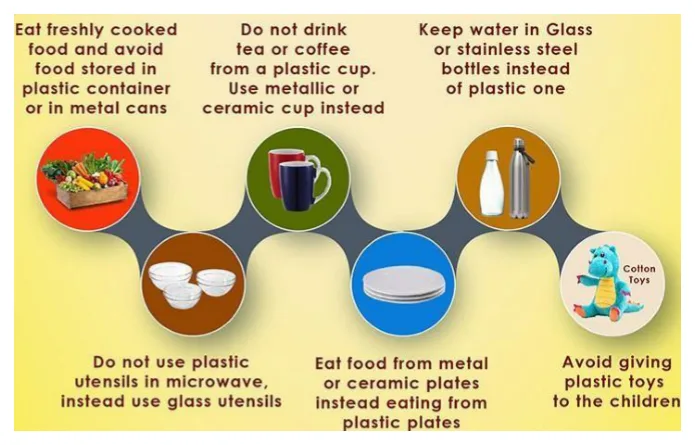 Eat freshly cooked
food and avoid
food stored in
plastic container
or in metal cans
Do not drink
tea or coffee
from a plastic cup.
Use metallic or
ceramic cup instead
Keep water in Glass
or stainless steel
bottles instead
of plastic one
Cotton
Toys
Do not use plastic
utensils in microwave,
instead use glass utensils
Eat food from metal
or ceramic plates
instead eating from
plastic plates
Avoid giving
plastic toys
to the children